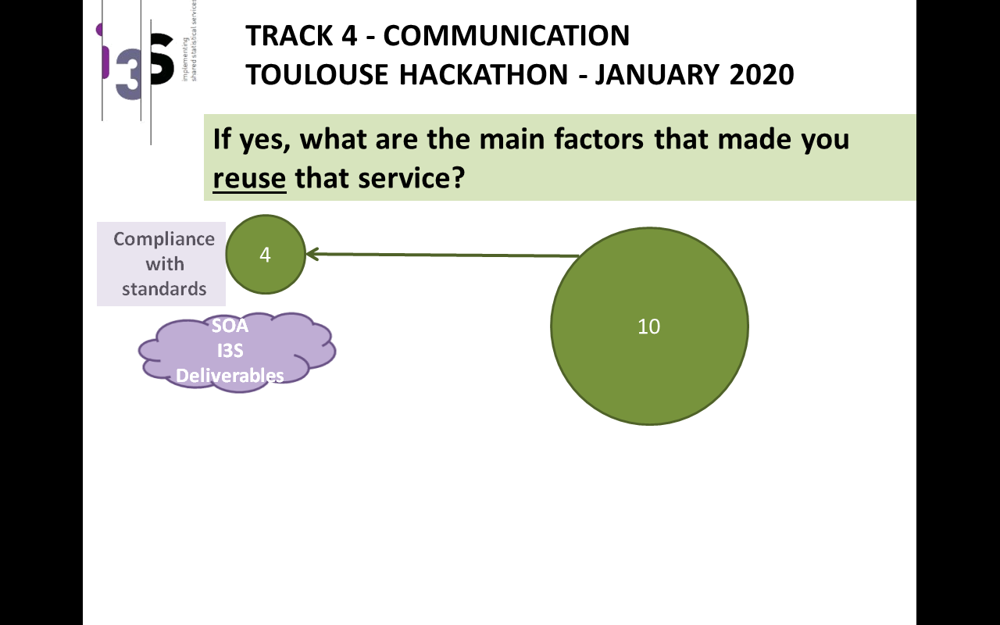 i3S
implementing
shared statistical services
TRACK 4 - COMMUNICATION
TOULOUSE HACKATHON - JANUARY 2020
If yes, what are the main factors that made you
reuse that service?
Compliance
with
standards
4
10
SOA
I3S
Deliverables